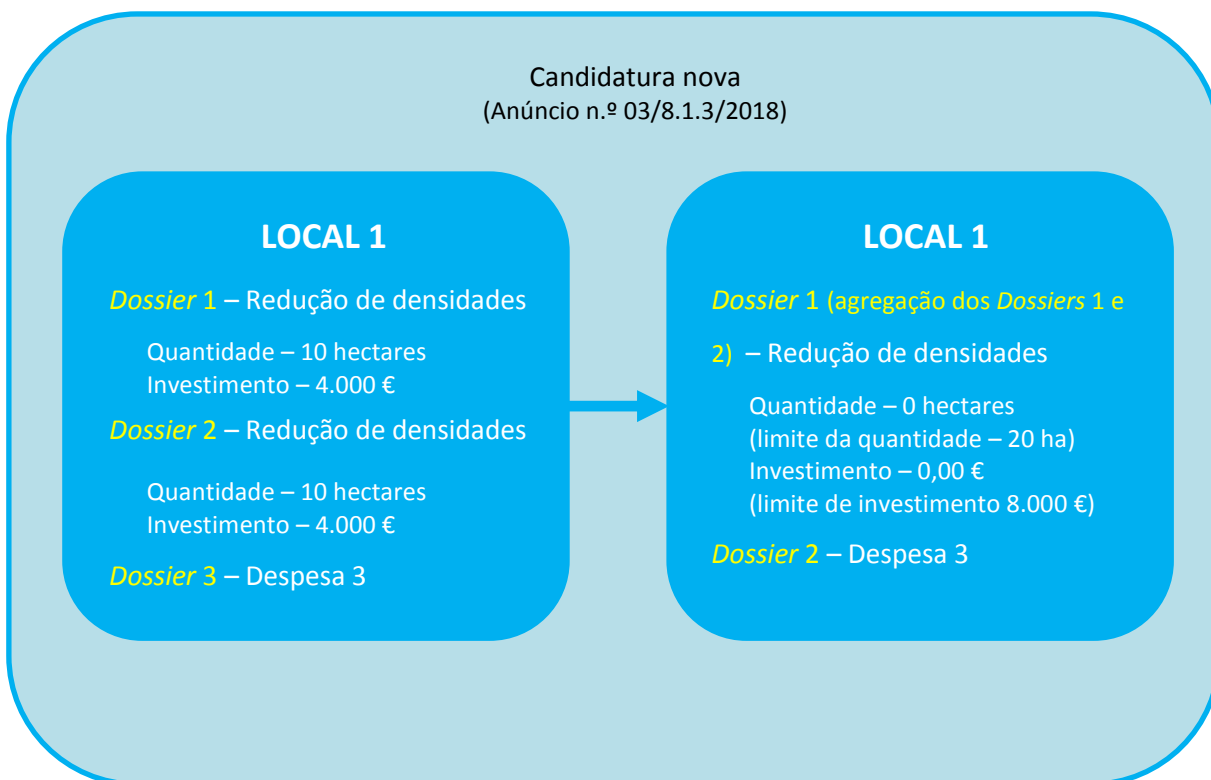 Candidatura nova
(Anúncio n.º 03/8.1.3/2018)
LOCAL 1
Dossier 1 – Redução de densidades
Quantidade – 10 hectares
Investimento – 4.000 €
Dossier 2 – Redução de densidades
Quantidade – 10 hectares
Investimento – 4.000 €
Dossier 3 – Despesa 3
LOCAL 1
Dossier 1 (agregação dos Dossiers 1 e
2) – Redução de densidades
Quantidade – 0 hectares
(limite da quantidade – 20 ha)
Investimento – 0,00 €
(limite de investimento 8.000 €)
Dossier 2 – Despesa 3